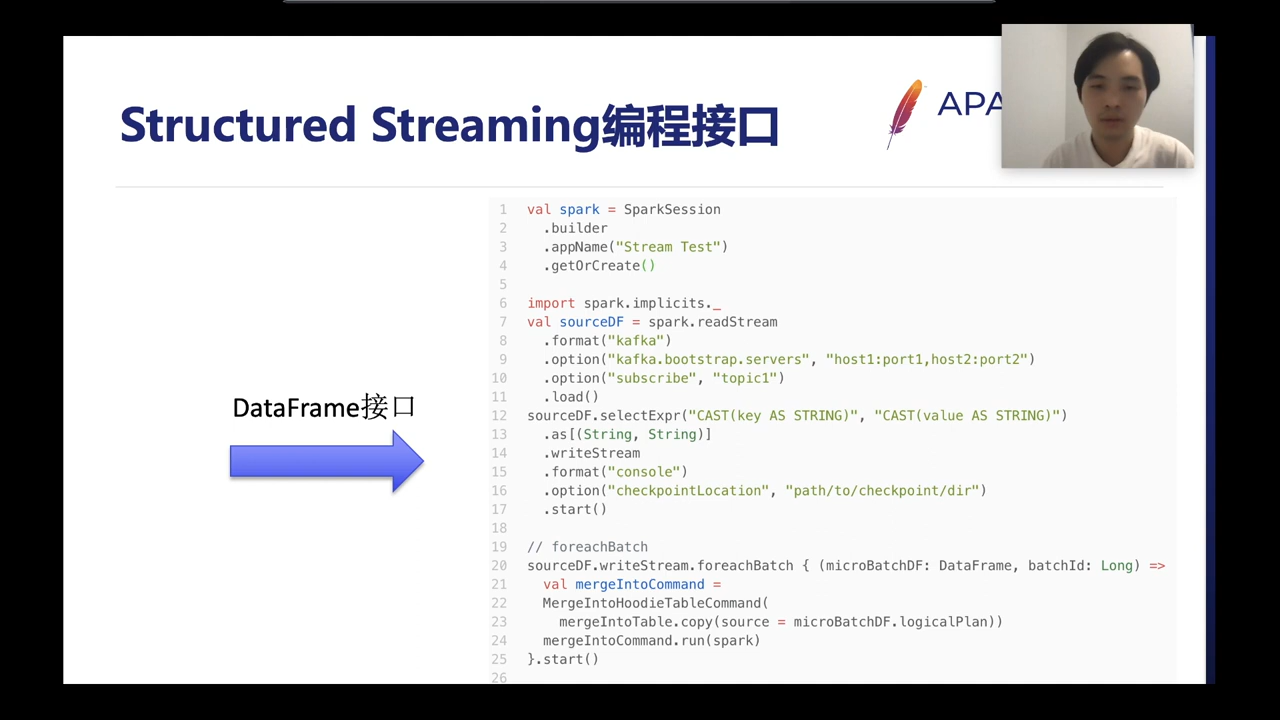 Structured Streaming编程接口
APA
DataFrame接口
1 val spark = SparkSession
2 .builder
3 .appName("Stream Test")
4 .getOrCreate()
5
6 import spark.implicits._
7 val sourceDF = spark.readStream
8 .format("kafka")
9 .option("kafka.bootstrap.servers", "host1:port1,host2:port2")
10 .option("subscribe", "topic1")
11 .load()
12 sourceDF.selectExpr("CAST(key AS STRING)", "CAST(value AS STRING)")
13 .as[(String, String)]
14 .writeStream
15 .format("console")
16 .option("checkpointLocation", "path/to/checkpoint/dir")
17 .start()
18
19 // foreachBatch
20 sourceDF.writeStream.foreachBatch { (microBatchDF: DataFrame, batchId: Long) =>
21 val mergeIntoCommand =
22 MergeIntoHoodieTableCommand(
23 mergeIntoTable.copy(source = microBatchDF.logicalPlan))
24 mergeIntoCommand.run(spark)
25 }.start()
26